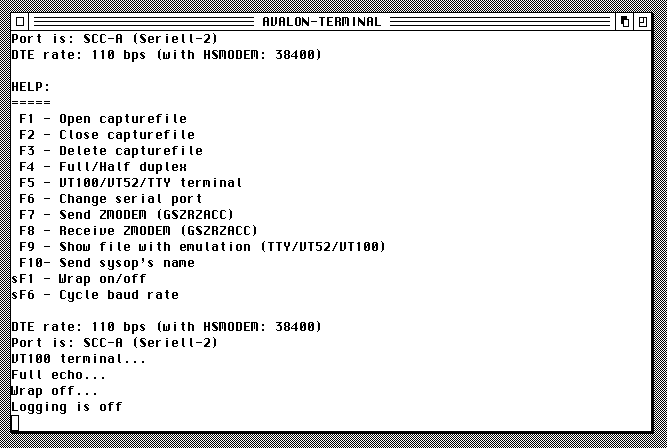 AVALON-TERMINAL
Port is: SCC-A (Seriell-2)
DTE rate: 110 bps (with HSMODEM: 38400)
HELP:
=====
F1 - Open capturefile
F2 - Close capturefile
F3 - Delete capturefile
F4 - Full/Half duplex
F5 - VT100/VT52/TTY terminal
F6 - Change serial port
F7 - Send ZMODEM (GSZRZACC)
F8 - Receive ZMODEM (GSZRZACC)
F9 - Show file with emulation (TTY/VT52/VT100)
F10- Send sysop's name
sF1 - Wrap on/off
sF6 - Cycle baud rate
DTE rate: 110 bps (with HSMODEM: 38400)
Port is: SCC-A (Seriell-2)
VT100 terminal...
Full echo...
Wrap off...
Logging is off